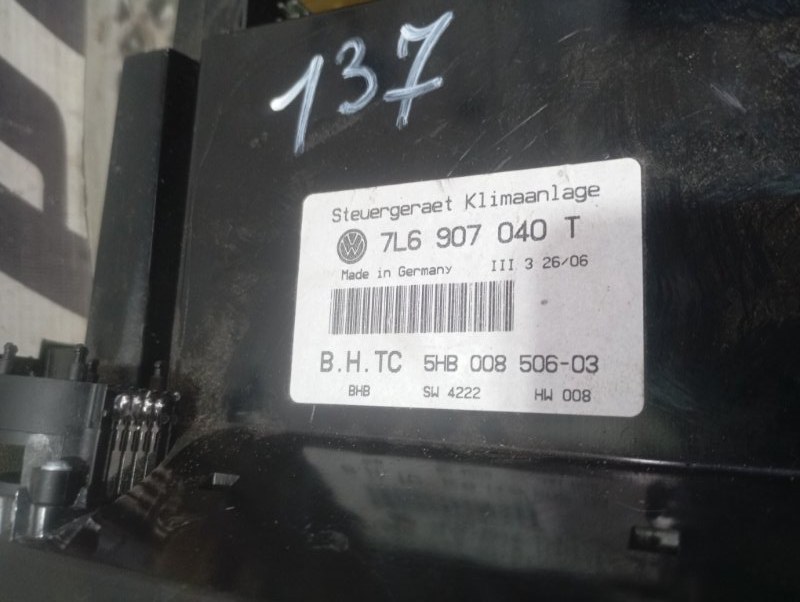 137
Steuergeraet Klimaanlage
7L6 907 040 T
Made in Germany III 3 26/06
B.H.TC 5HB 008 506-03
BHB SW 4222 HW 008